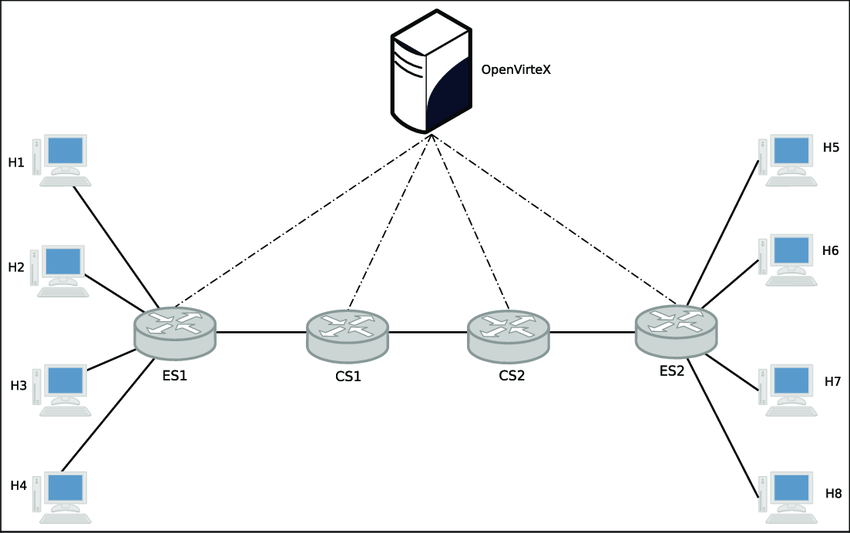 OpenVirteX
H1
H5
H2
H6
ES1
CS1
CS2
ES2
H3
H7
H4
H8